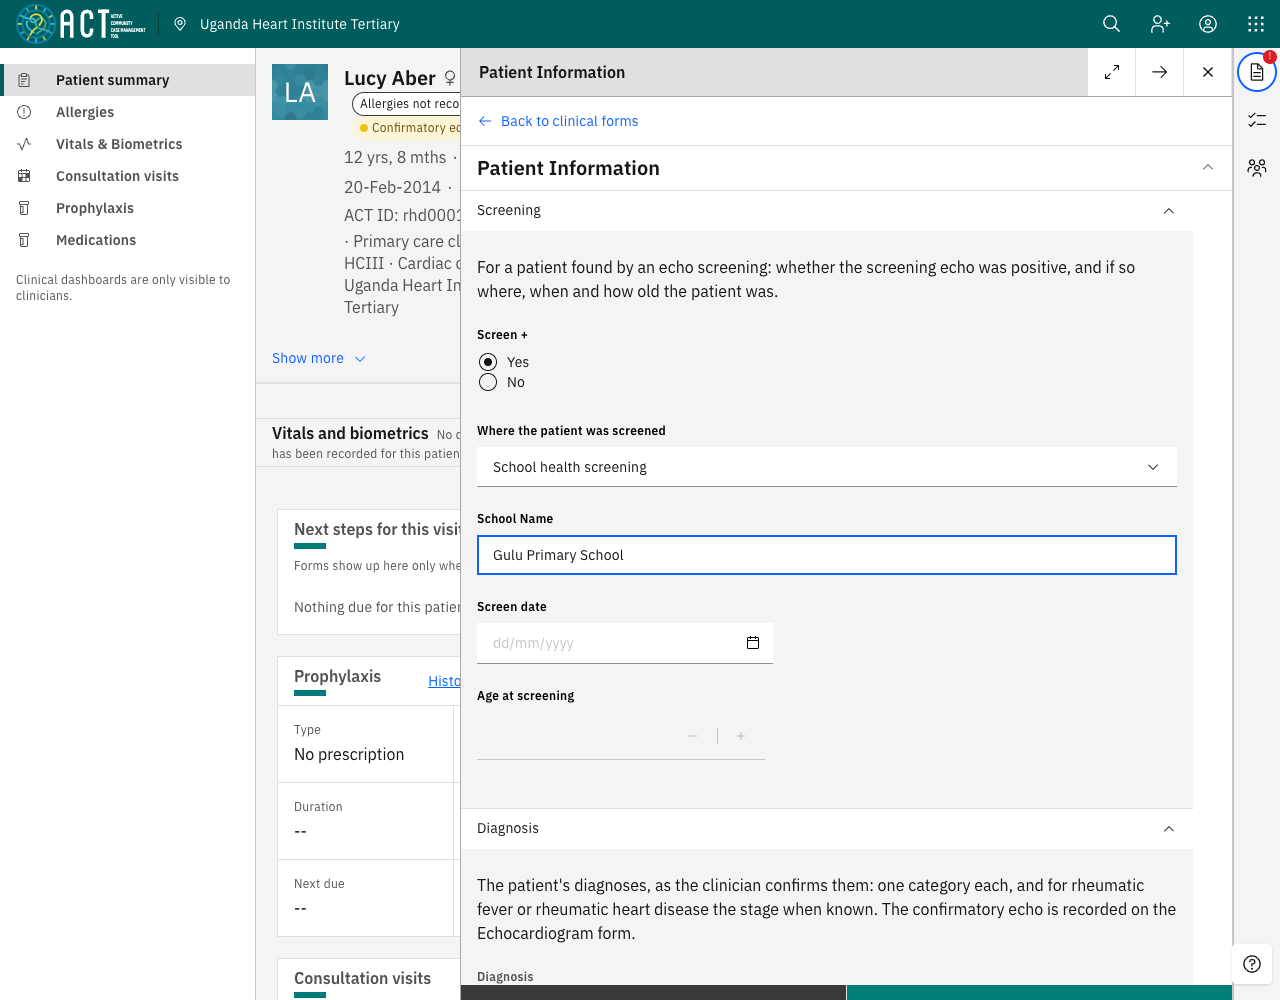 ACT ACTIVE COMMUNITY CASE MANAGEMENT TOOL
Uganda Heart Institute Tertiary
Patient summary
Allergies
Vitals & Biometrics
Consultation visits
Prophylaxis
Medications
Clinical dashboards are only visible to
clinicians.
LA
Lucy Aber
Allergies not reco
Confirmatory ec
12 yrs, 8 mths ·
20-Feb-2014 ·
ACT ID: rhd0001
· Primary care cl
HCIII · Cardiac c
Uganda Heart In
Tertiary
Show more
Vitals and biometrics No d
has been recorded for this patien
Next steps for this visit
Forms show up here only whe
Nothing due for this patien
Prophylaxis
Histo
Type
No prescription
Duration
--
Next due
--
Consultation visits
Patient Information
Back to clinical forms
Patient Information
Screening
For a patient found by an echo screening: whether the screening echo was positive, and if so
where, when and how old the patient was.
Screen +
Yes
No
Where the patient was screened
School health screening
School Name
Gulu Primary School
Screen date
dd/mm/yyyy
Age at screening
Diagnosis
The patient's diagnoses, as the clinician confirms them: one category each, and for rheumatic
fever or rheumatic heart disease the stage when known. The confirmatory echo is recorded on the
Echocardiogram form.
Diagnosis